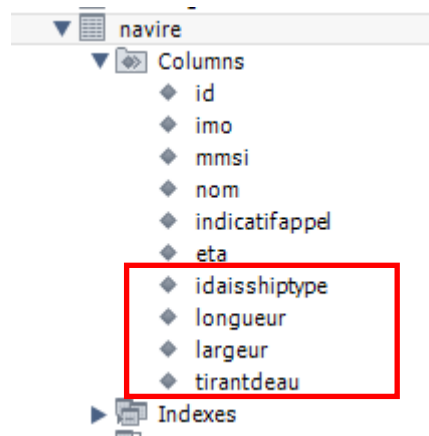 navire
Columns
id
imo
mmsi
nom
indicatifappel
eta
idaisshiptype
longueur
largeur
tirantdeau
Indexes